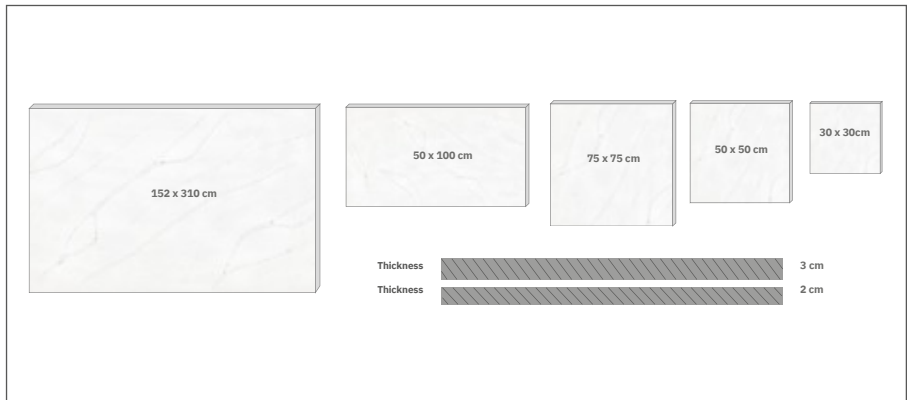 152 x 310 cm
50 x 100 cm
75 x 75 cm
50 x 50 cm
30 x 30cm
Thickness 3 cm
Thickness 2 cm